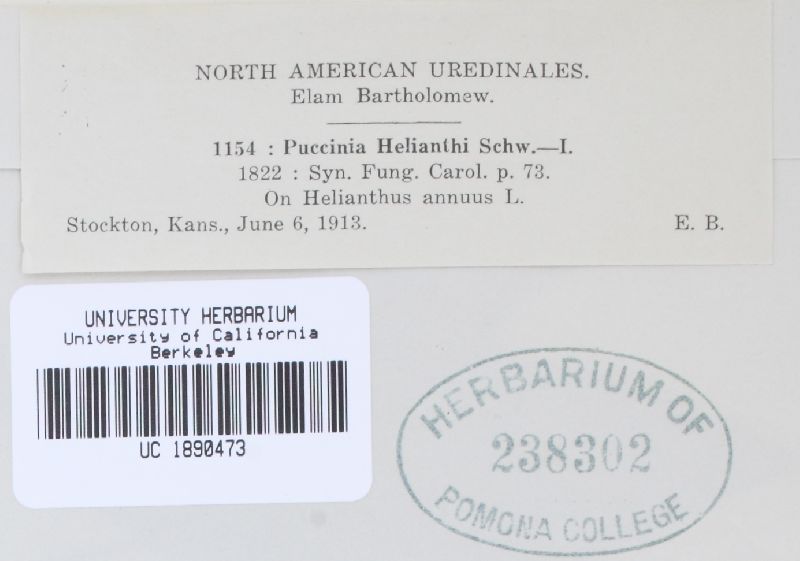 NORTH AMERICAN UREDINALES.
Elam Bartholomew.
1154 : Puccinia Helianthi Schw.—I.
1822 : Syn. Fung. Carol. p. 73.
On Helianthus annuus L.
Stockton, Kans., June 6, 1913. E. B.
UNIVERSITY HERBARIUM
University of California
Berkeley
UC 1890473
HERBARIUM OF
238302
POMONA COLLEGE